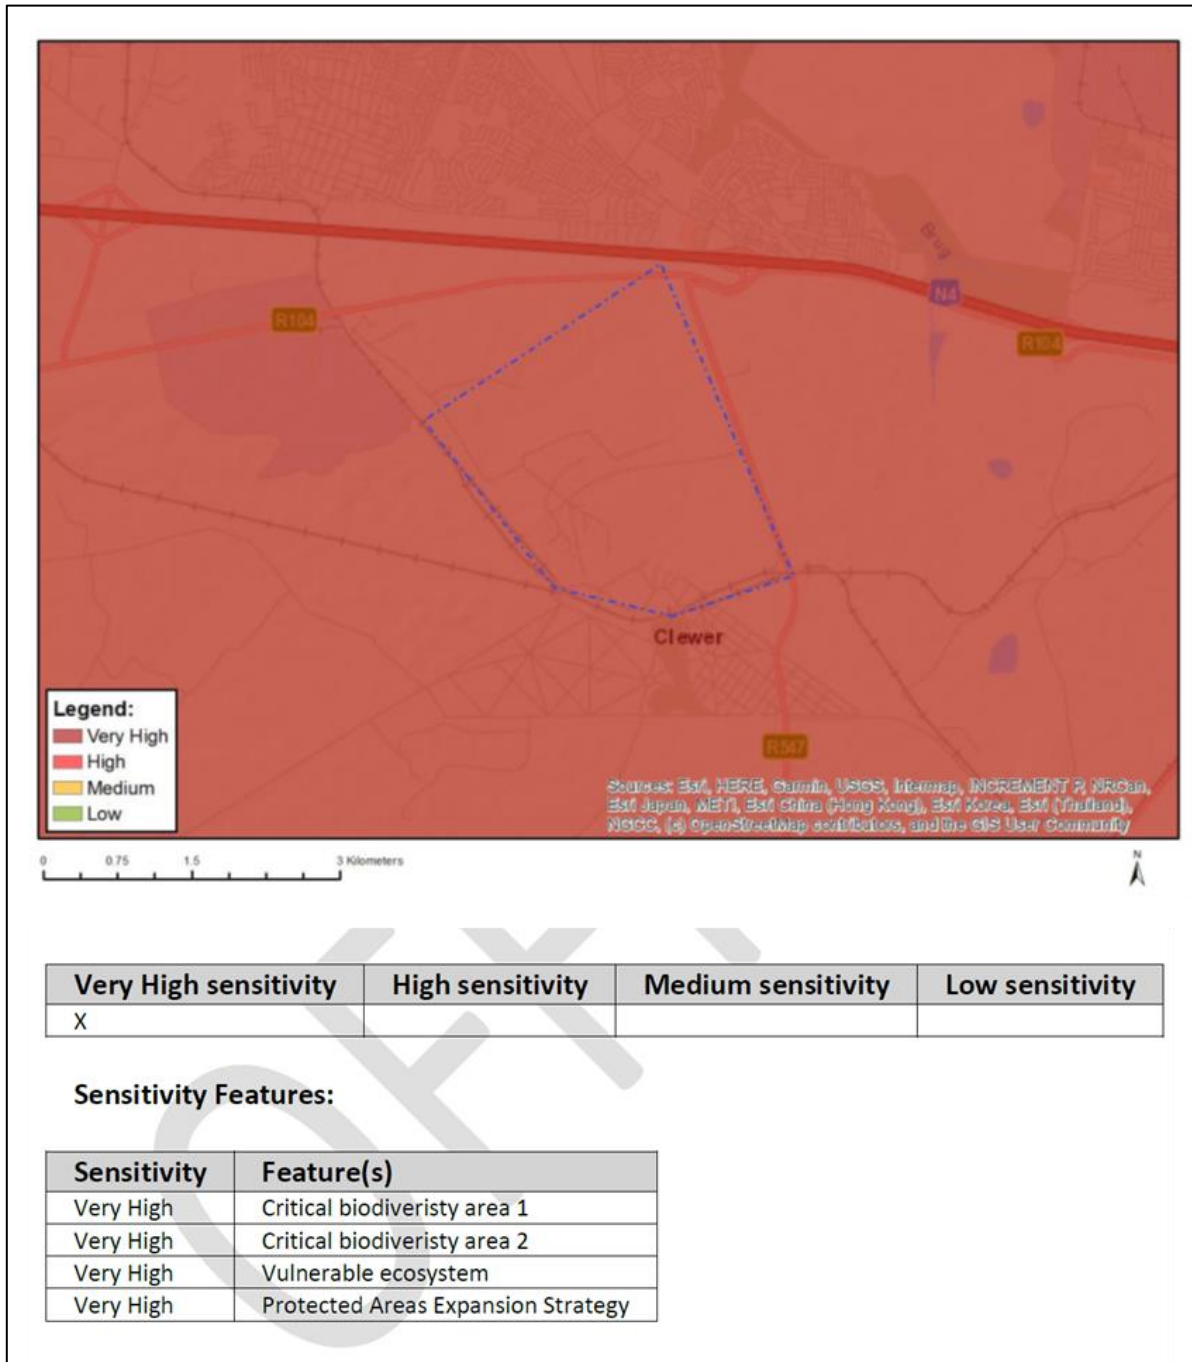 Brug
N4
R104
R104
Clewer
R547
Legend:
Very High
High
Medium
Low
Sources: Esri, HERE, Garmin, USGS, Intermap, INCREMENT P, NRCan,
Esri Japan, METI, Esri China (Hong Kong), Esri Korea, Esri (Thailand),
NGCC, (c) OpenStreetMap contributors, and the GIS User Community
0 0.75 1.5 3 Kilometers
N
Very High sensitivity High sensitivity Medium sensitivity Low sensitivity
X
Sensitivity Features:
Sensitivity Feature(s)
Very High Critical biodiveristy area 1
Very High Critical biodiveristy area 2
Very High Vulnerable ecosystem
Very High Protected Areas Expansion Strategy